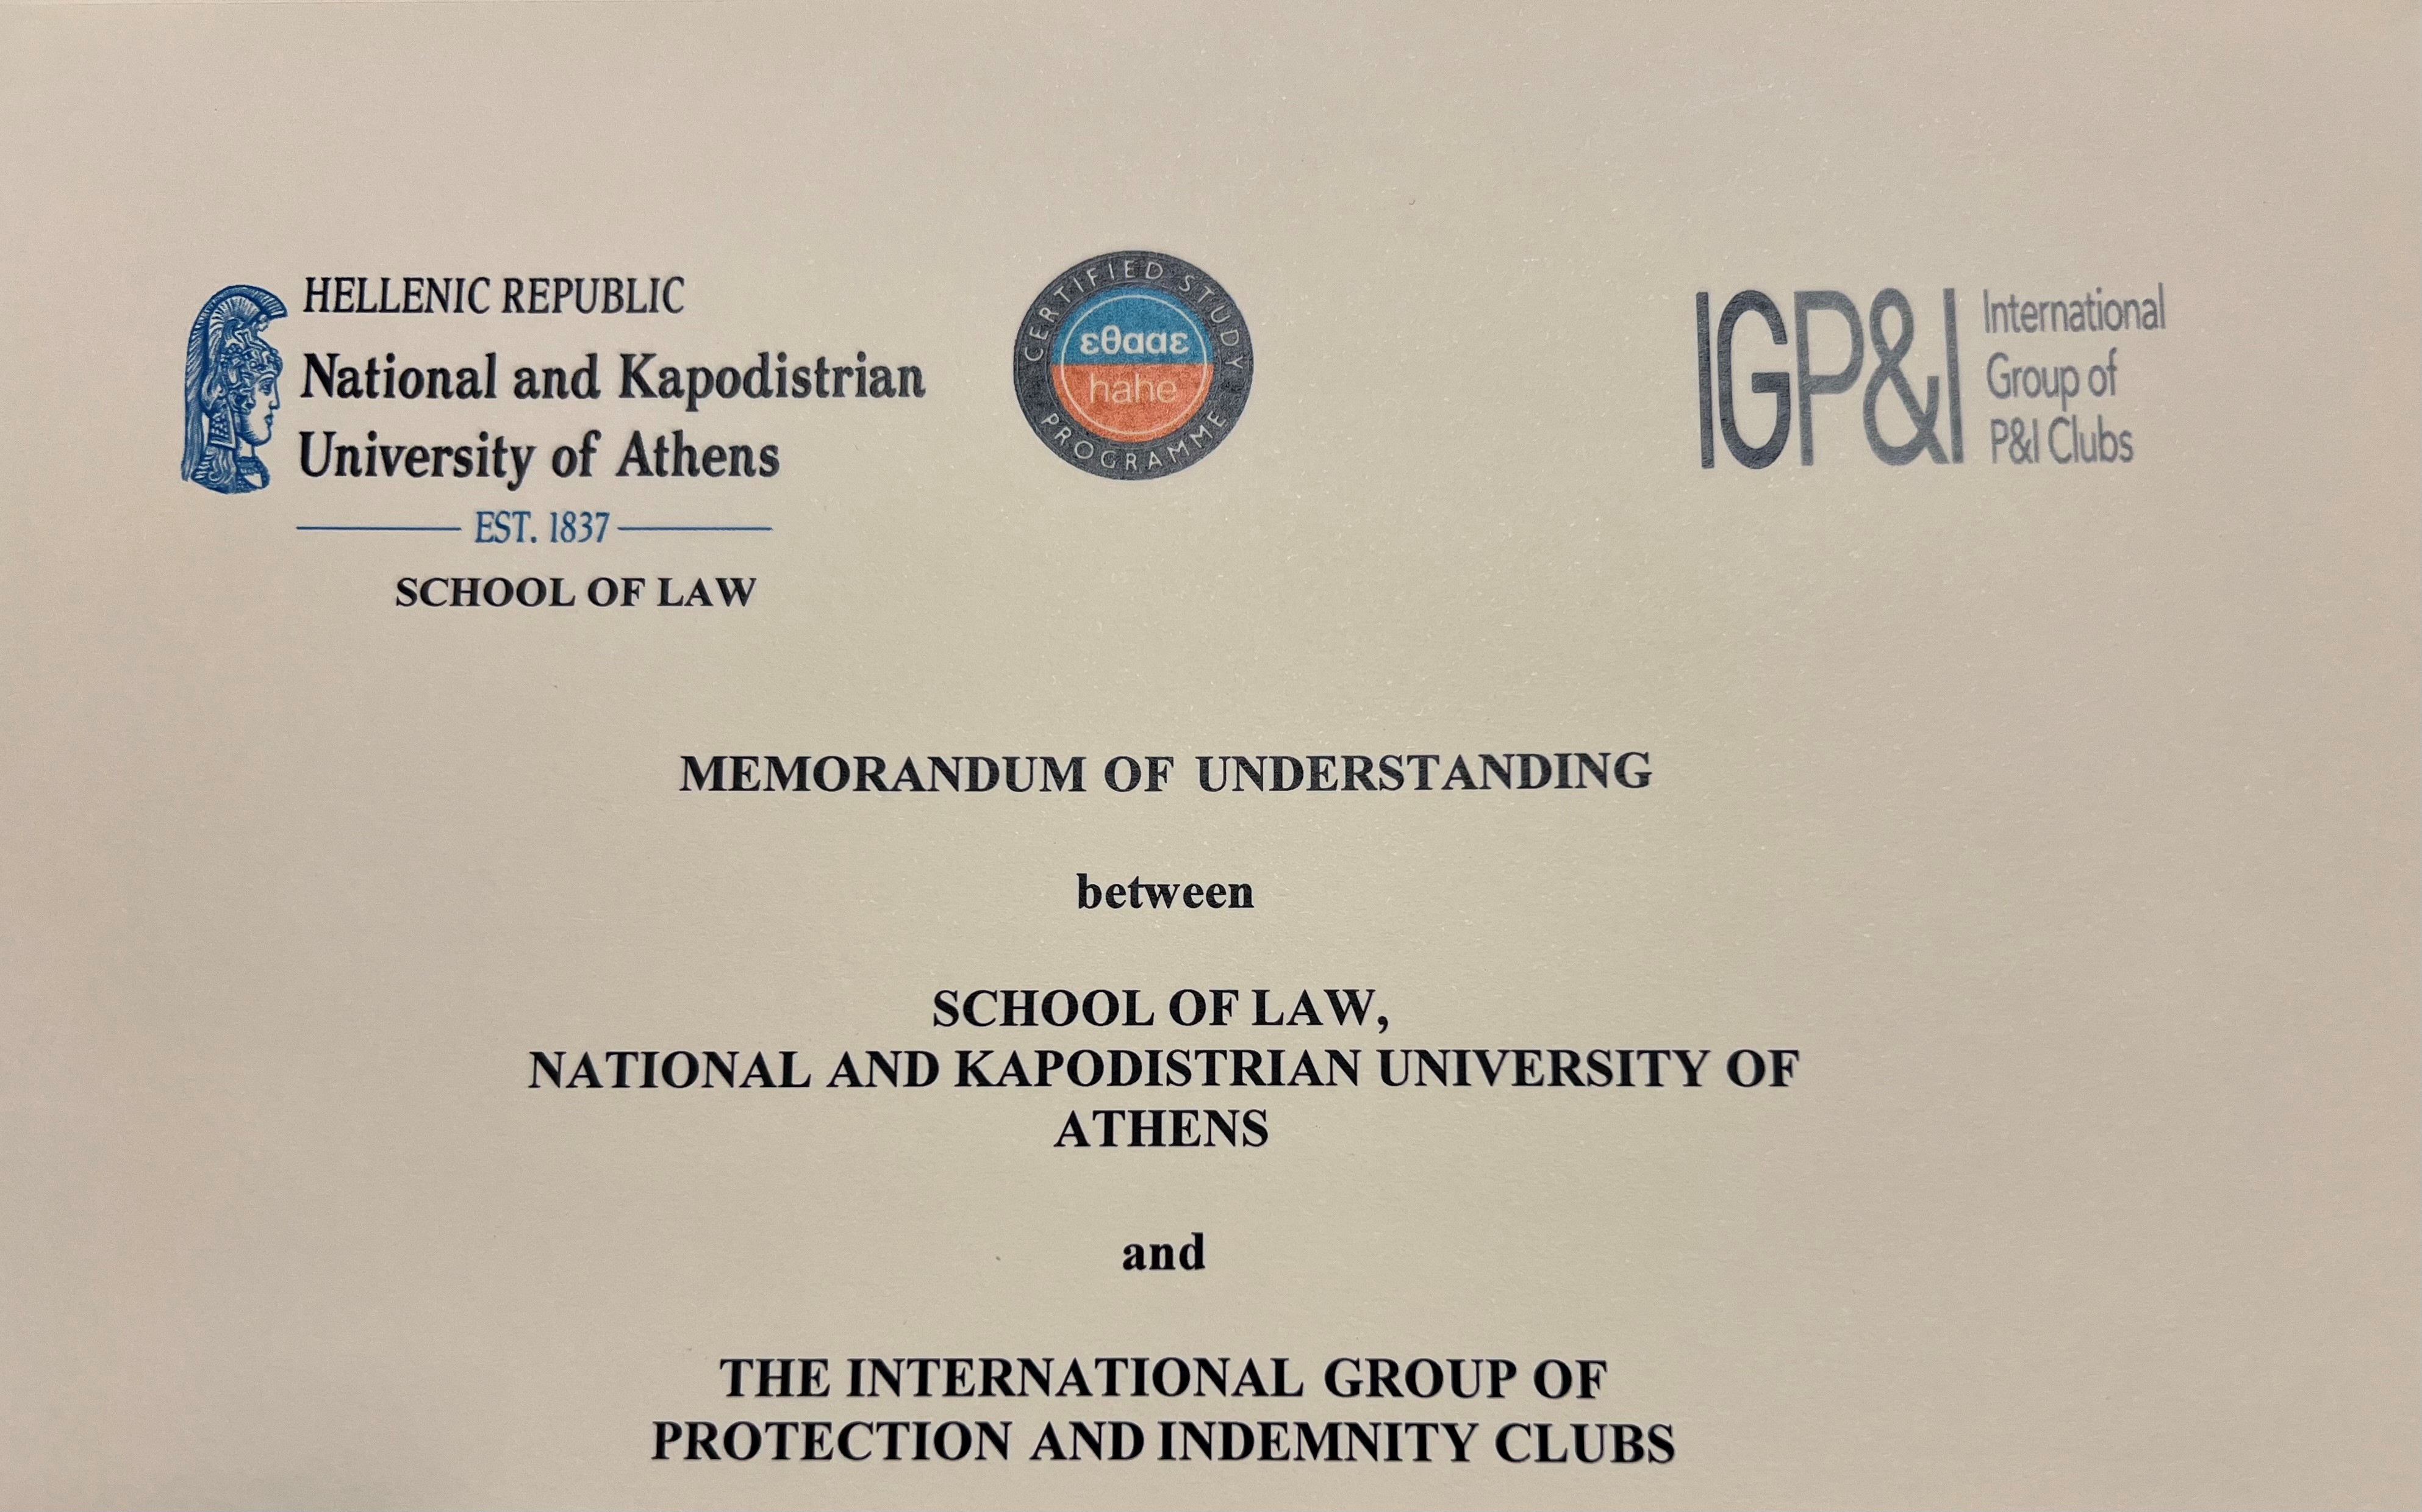 HELLENIC REPUBLIC
National and Kapodistrian
University of Athens
EST. 1837
SCHOOL OF LAW
CERTIFIED STUDY
εθααε
hahe
PROGRAMME
IGP&I
International
Group of
P&I Clubs
MEMORANDUM OF UNDERSTANDING
between
SCHOOL OF LAW,
NATIONAL AND KAPODISTRIAN UNIVERSITY OF
ATHENS
and
THE INTERNATIONAL GROUP OF
PROTECTION AND INDEMNITY CLUBS